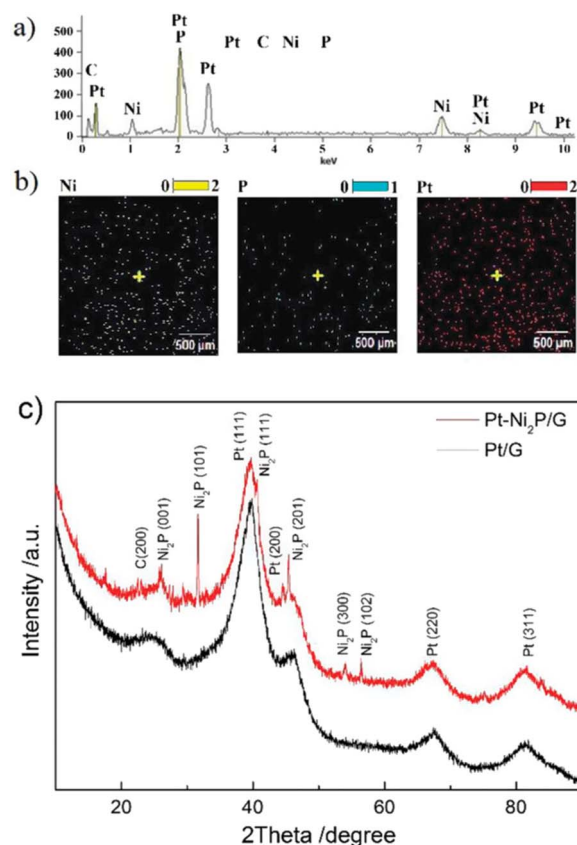 a)
Pt
P Pt C Ni P
500
400
300
200
100
0
C
Pt
Ni
Pt
Ni
Pt
Ni
Pt
Pt
0 1 2 3 4 5 6 7 8 9 10
keV
b)
Ni 0 2 P 0 1 Pt 0 2
500 µm 500 µm 500 µm
c)
Pt-Ni₂P/G
Pt/G
C(200)
Ni₂P (001)
Ni₂P (101)
Pt (111)
Ni₂P (111)
Pt (200)
Ni₂P (201)
Ni₂P (300)
Ni₂P (102)
Pt (220)
Pt (311)
Intensity /a.u.
20 40 60 80
2Theta /degree